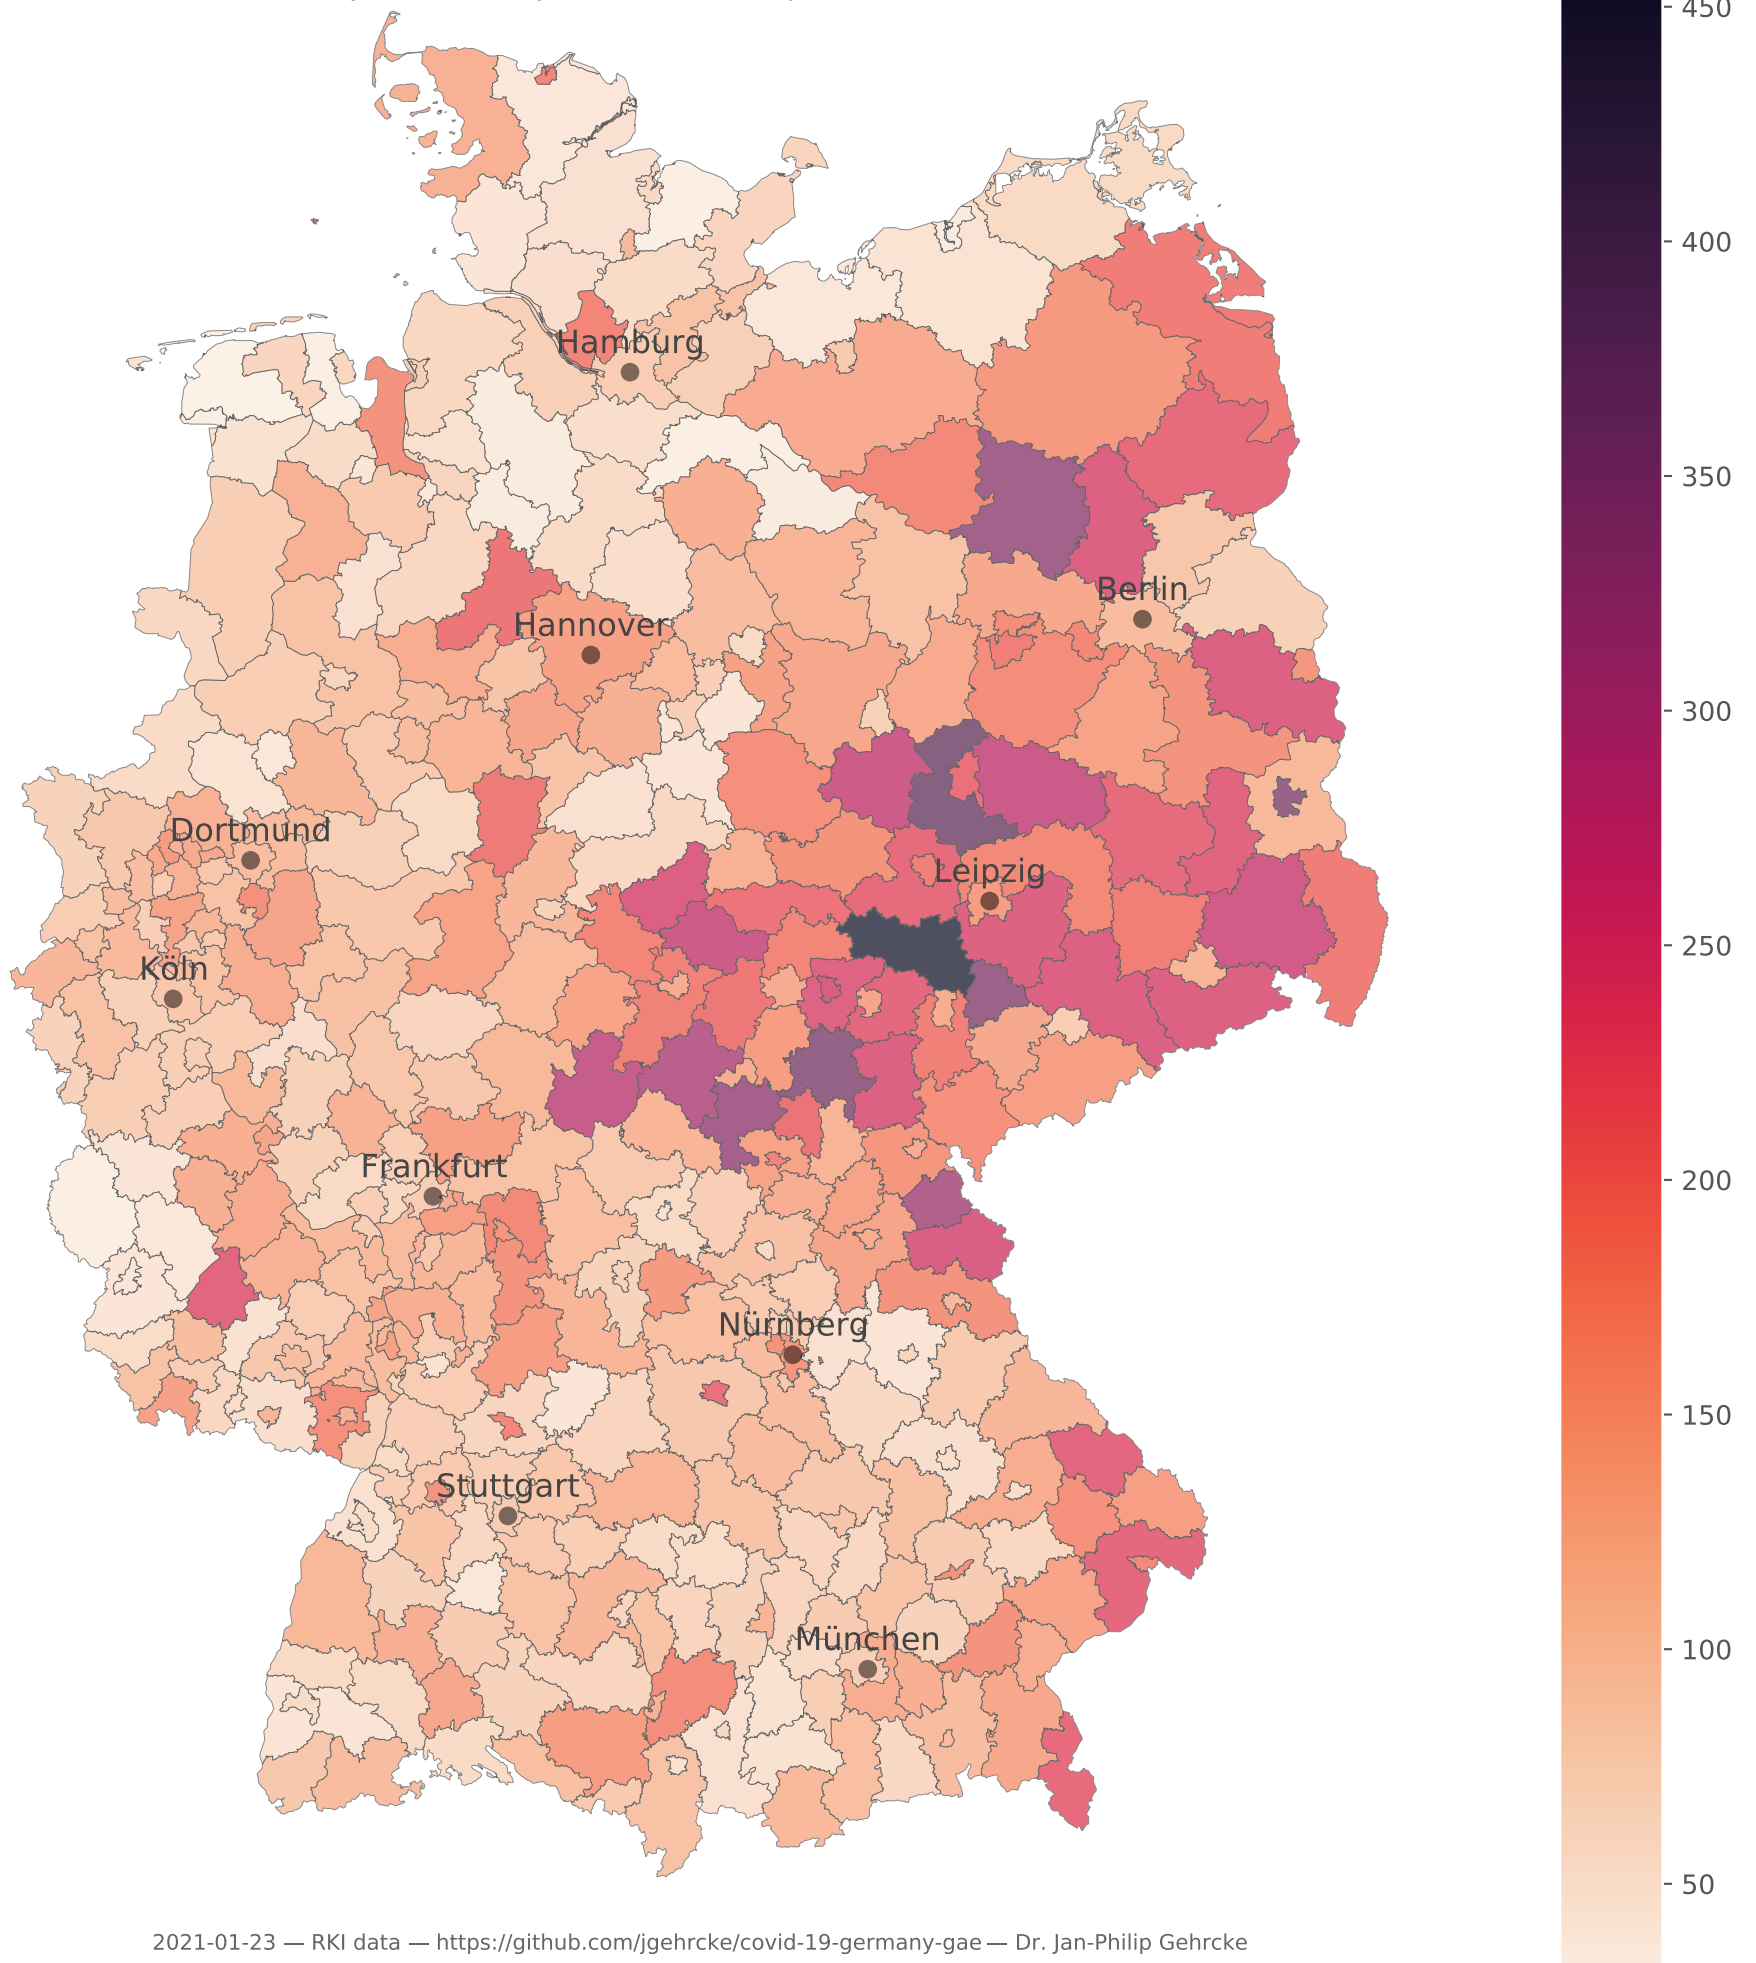 450
400
Hamburg
350
Berlin
Hannover
300
Dortmund
Leipzig
250
Köln
200
Frankfurt
Nürnberg
150
Stuttgart
München
100
50
2021-01-23 — RKI data — https://github.com/jgehrcke/covid-19-germany-gae — Dr. Jan-Philip Gehrcke